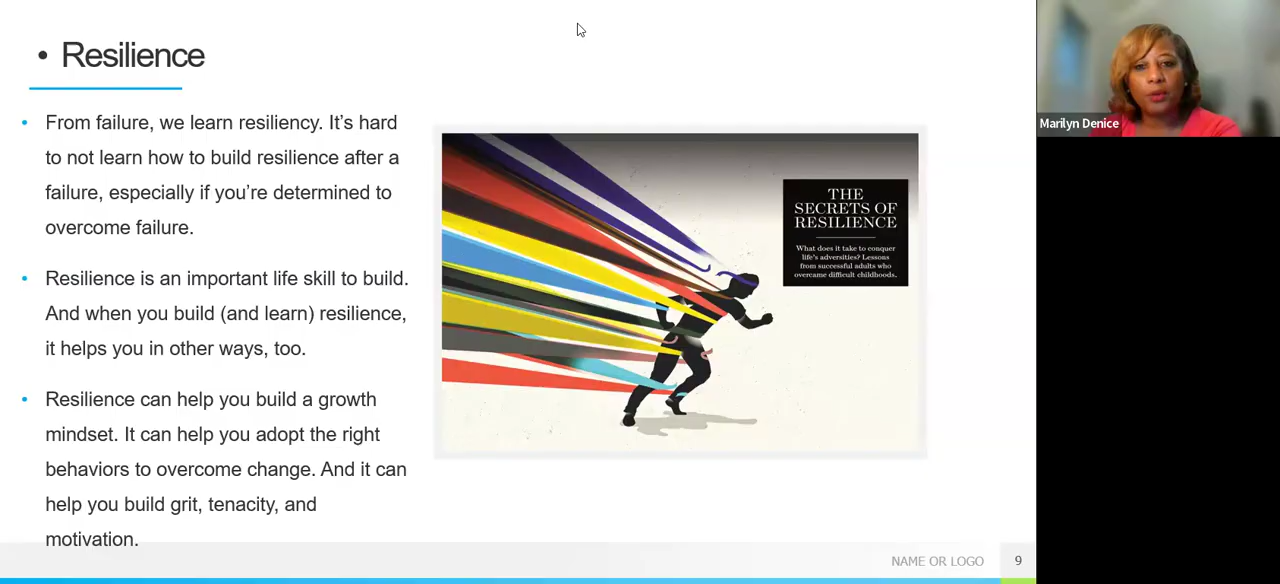 • Resilience
• From failure, we learn resiliency. It’s hard
to not learn how to build resilience after a
failure, especially if you’re determined to
overcome failure.
• Resilience is an important life skill to build.
And when you build (and learn) resilience,
it helps you in other ways, too.
• Resilience can help you build a growth
mindset. It can help you adopt the right
behaviors to overcome change. And it can
help you build grit, tenacity, and
motivation.
THE
SECRETS OF
RESILIENCE
What does it take to conquer
life's adversities? Lessons
from successful adults who
overcame difficult childhoods.
NAME OR LOGO
9
Marilyn Denice